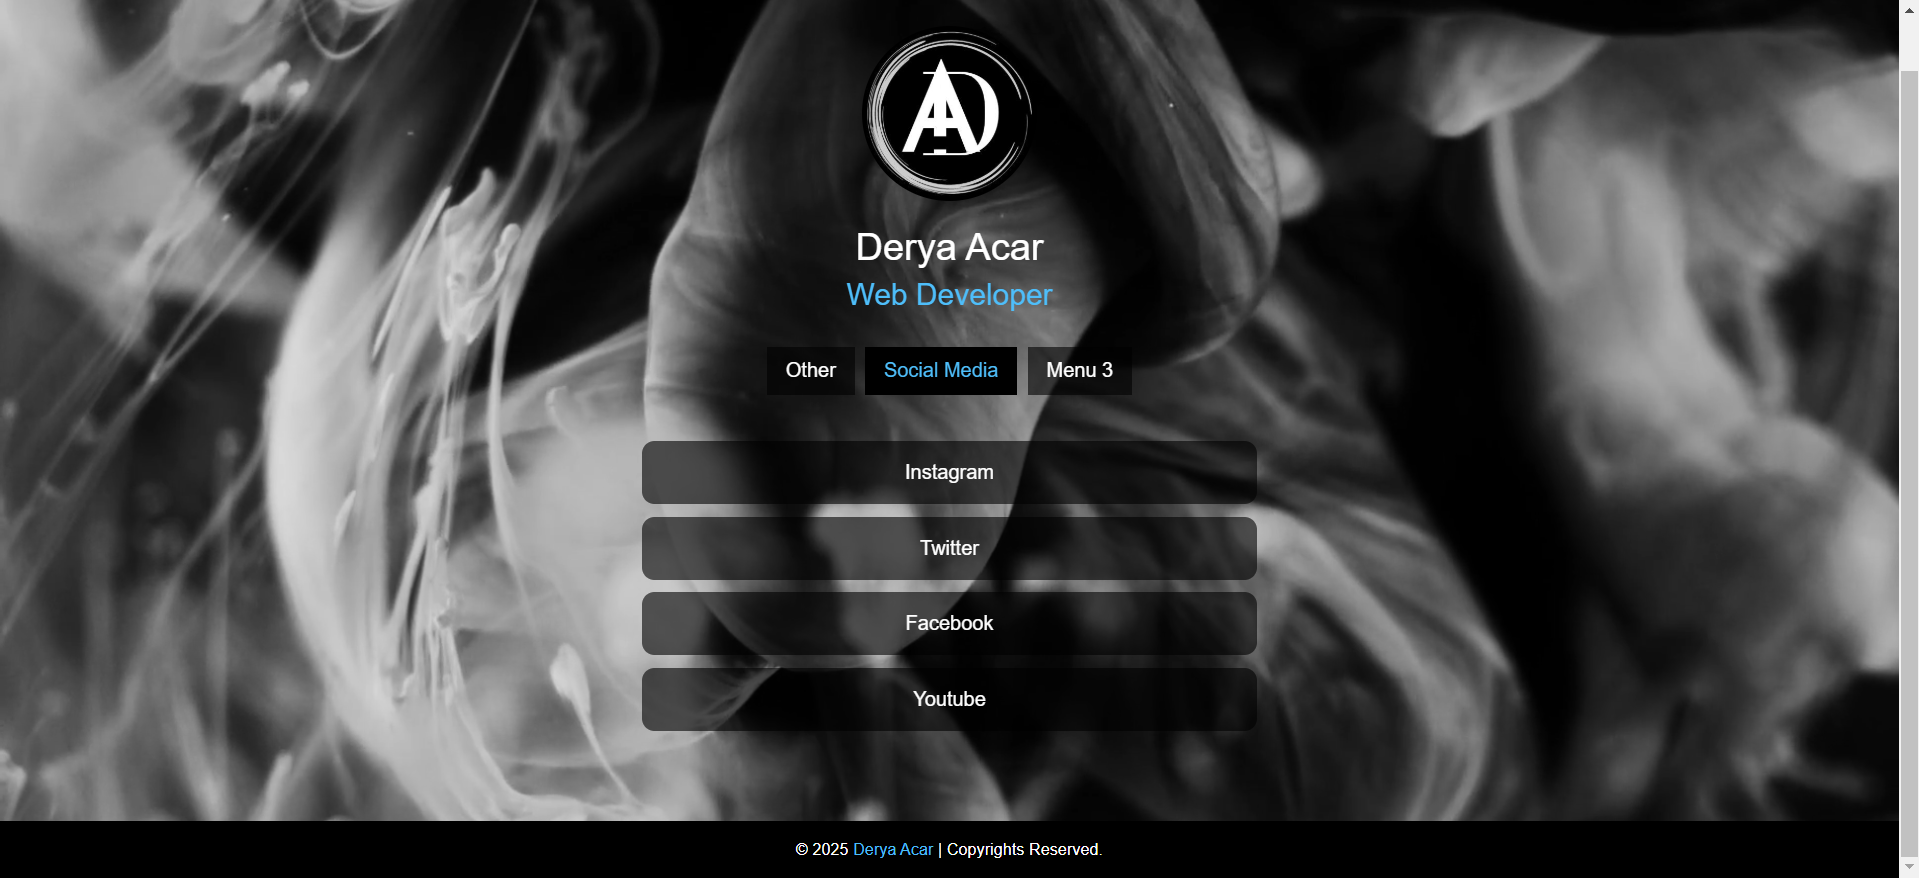 AD
Derya Acar
Web Developer
Other Social Media Menu 3
Instagram
Twitter
Facebook
Youtube
© 2025 Derya Acar | Copyrights Reserved.